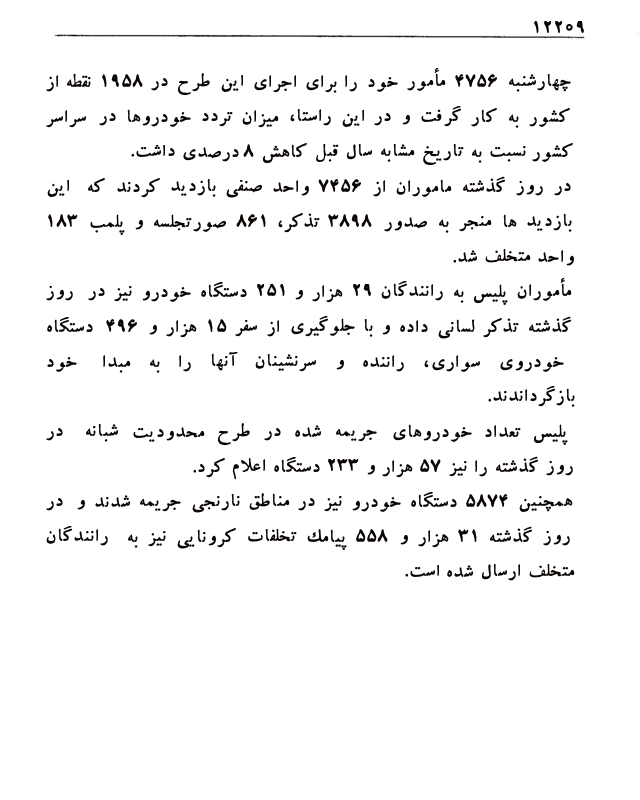 ۱۲۲۵۹
چهارشنبه ۴۷۵۶ مأمور خود را برای اجرای این طرح در ۱۹۵۸ نقطه از
کشور به کار گرفت و در این راستا، میزان تردد خودروها در سراسر
کشور نسبت به تاریخ مشابه سال قبل کاهش ۸ درصدی داشت.
در روز گذشته ماموران از ۷۴۵۶ واحد صنفی بازدید کردند که این
بازدید ها منجر به صدور ۳۸۹۸ تذکر، ۸۶۱ صورتجلسه و پلمب ۱۸۳
واحد متخلف شد.
مأموران پلیس به رانندگان ۲۹ هزار و ۲۵۱ دستگاه خودرو نیز در روز
گذشته تذکر لسانی داده و با جلوگیری از سفر ۱۵ هزار و ۴۹۶ دستگاه
خودروی سواری، راننده و سرنشینان آنها را به مبدا خود
بازگرداندند.
پلیس تعداد خودروهای جریمه شده در طرح محدودیت شبانه در
روز گذشته را نیز ۵۷ هزار و ۲۳۳ دستگاه اعلام کرد.
همچنین ۵۸۷۴ دستگاه خودرو نیز در مناطق نارنجی جریمه شدند و در
روز گذشته ۳۱ هزار و ۵۵۸ پیامك تخلفات کرونایی نیز به رانندگان
متخلف ارسال شده است.